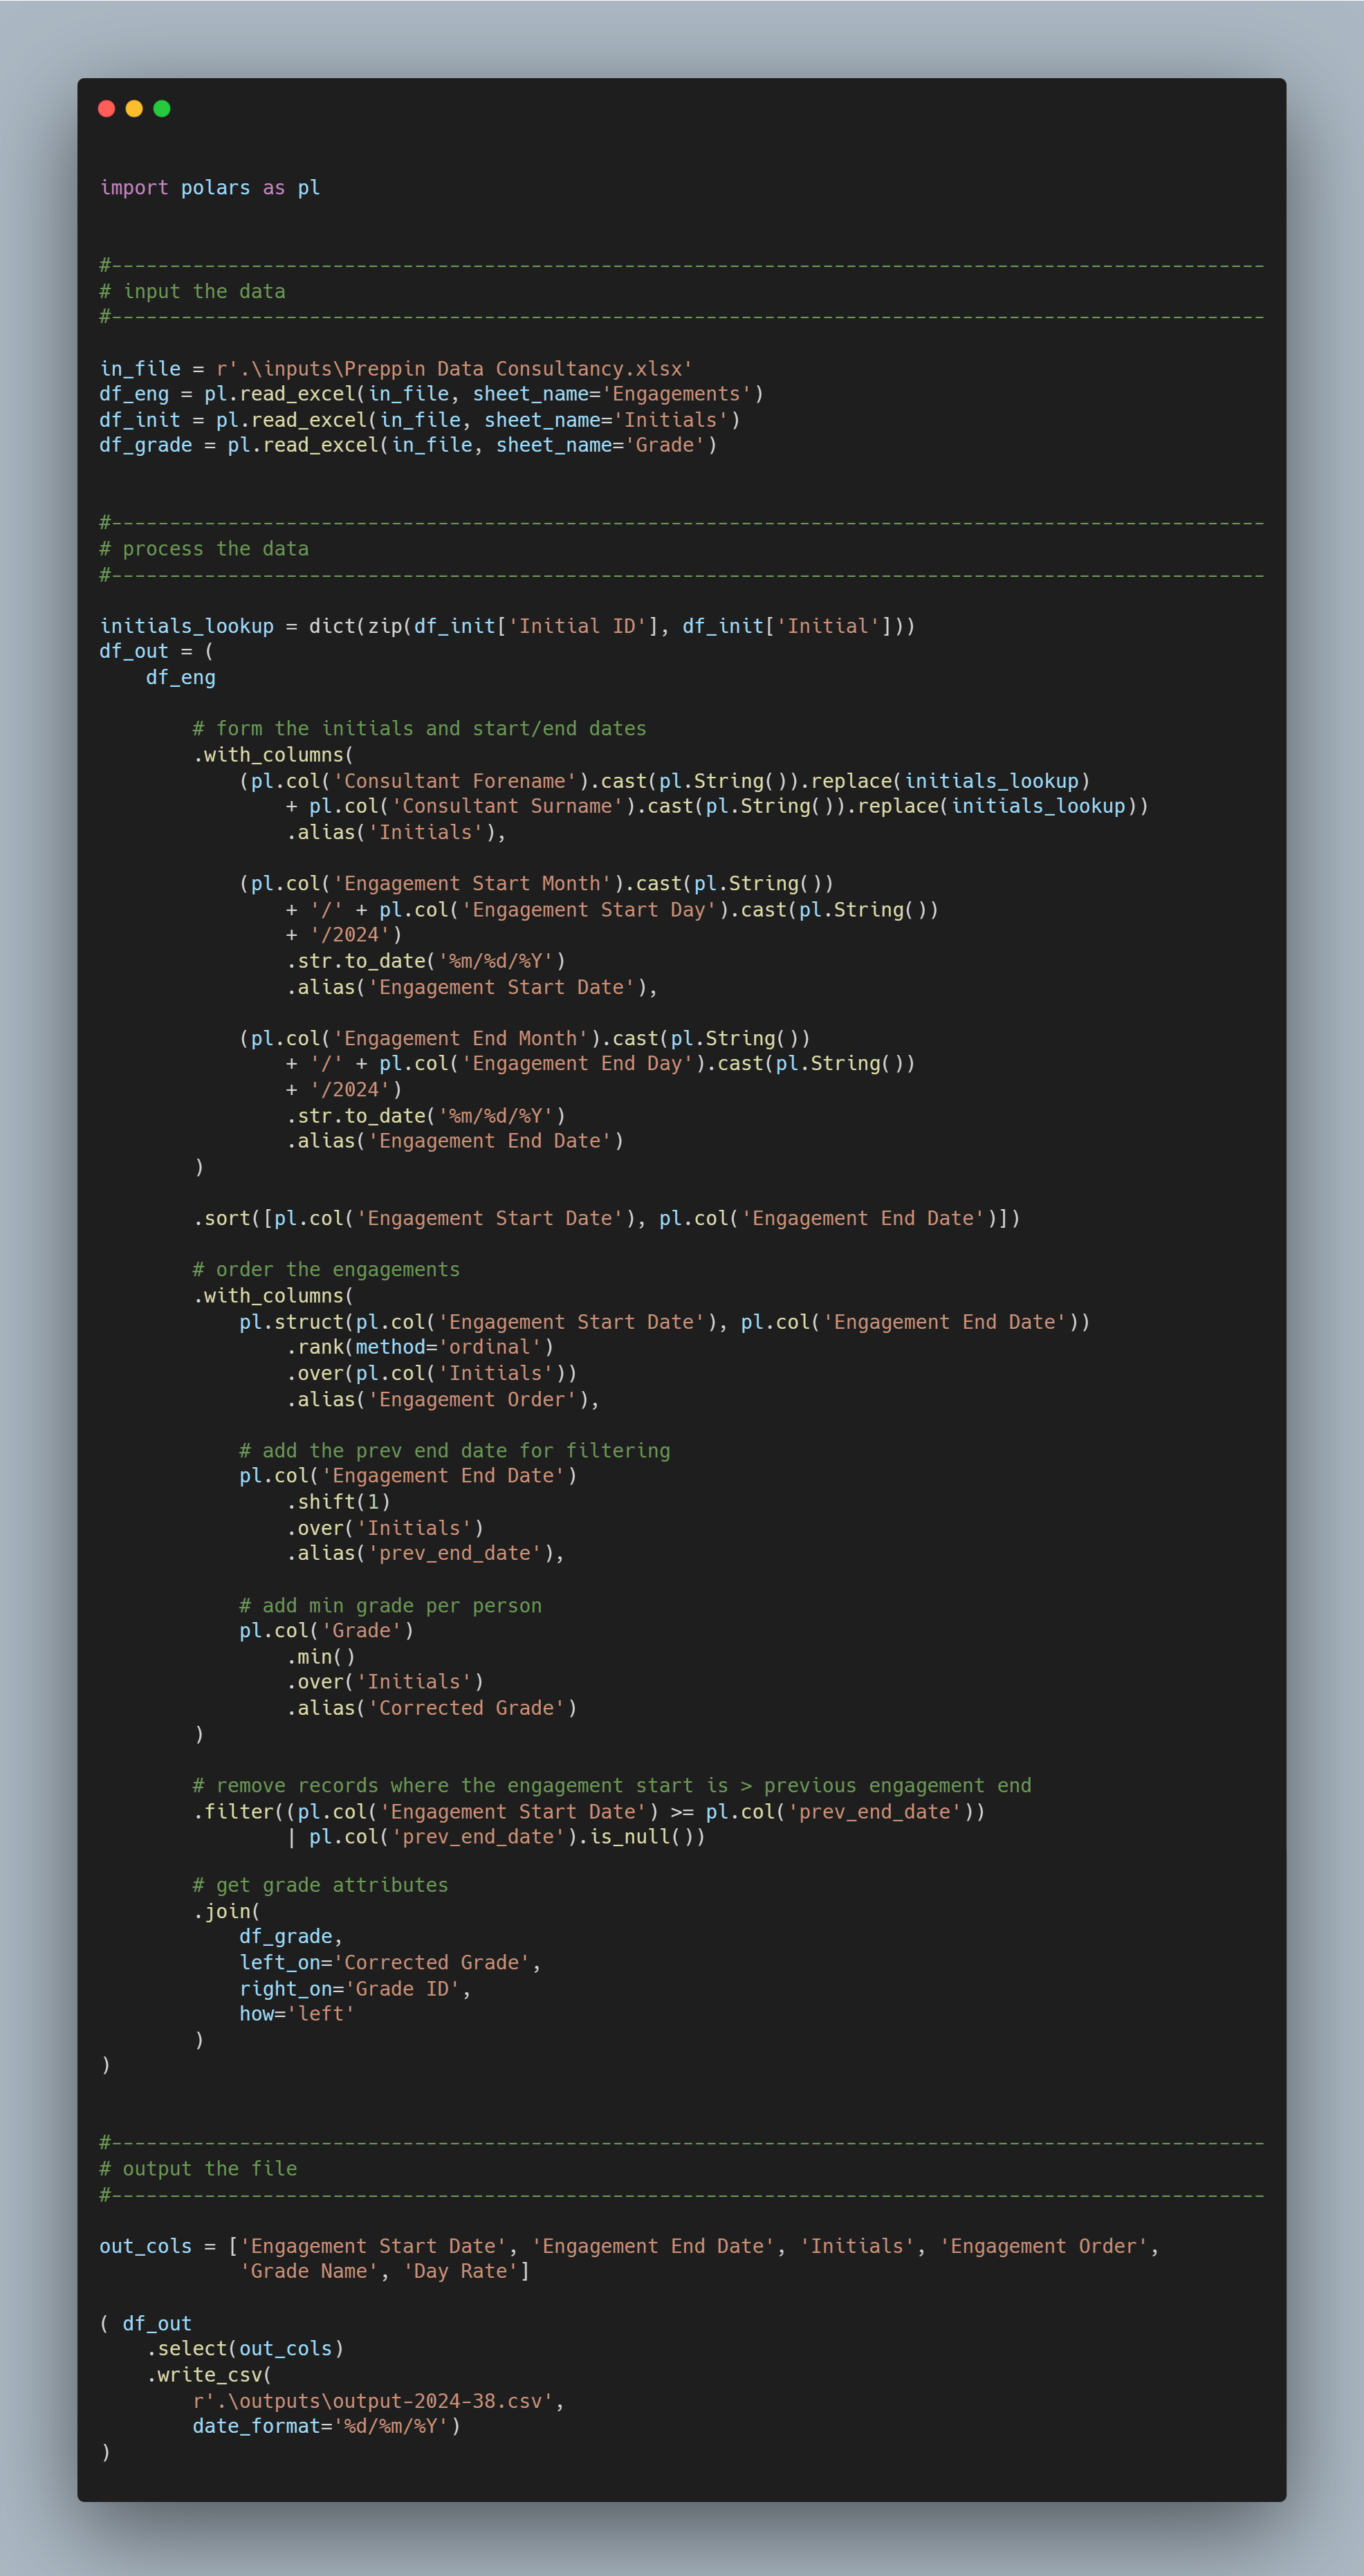 import polars as pl
#---------------------------------------------------------------------------------------------------
# input the data
#---------------------------------------------------------------------------------------------------
in_file = r'.\inputs\Preppin Data Consultancy.xlsx'
df_eng = pl.read_excel(in_file, sheet_name='Engagements')
df_init = pl.read_excel(in_file, sheet_name='Initials')
df_grade = pl.read_excel(in_file, sheet_name='Grade')
#---------------------------------------------------------------------------------------------------
# process the data
#---------------------------------------------------------------------------------------------------
initials_lookup = dict(zip(df_init['Initial ID'], df_init['Initial']))
df_out = (
    df_eng
        # form the initials and start/end dates
        .with_columns(
            (pl.col('Consultant Forename').cast(pl.String()).replace(initials_lookup)
                + pl.col('Consultant Surname').cast(pl.String()).replace(initials_lookup))
                .alias('Initials'),
            (pl.col('Engagement Start Month').cast(pl.String())
                + '/' + pl.col('Engagement Start Day').cast(pl.String())
                + '/2024')
                .str.to_date('%m/%d/%Y')
                .alias('Engagement Start Date'),
            (pl.col('Engagement End Month').cast(pl.String())
                + '/' + pl.col('Engagement End Day').cast(pl.String())
                + '/2024')
                .str.to_date('%m/%d/%Y')
                .alias('Engagement End Date')
        )
        .sort([pl.col('Engagement Start Date'), pl.col('Engagement End Date')])
        # order the engagements
        .with_columns(
            pl.struct(pl.col('Engagement Start Date'), pl.col('Engagement End Date'))
                .rank(method='ordinal')
                .over(pl.col('Initials'))
                .alias('Engagement Order'),
            # add the prev end date for filtering
            pl.col('Engagement End Date')
                .shift(1)
                .over('Initials')
                .alias('prev_end_date'),
            # add min grade per person
            pl.col('Grade')
                .min()
                .over('Initials')
                .alias('Corrected Grade')
        )
        # remove records where the engagement start is > previous engagement end
        .filter((pl.col('Engagement Start Date') >= pl.col('prev_end_date'))
                | pl.col('prev_end_date').is_null())
        # get grade attributes
        .join(
            df_grade,
            left_on='Corrected Grade',
            right_on='Grade ID',
            how='left'
        )
)
#---------------------------------------------------------------------------------------------------
# output the file
#---------------------------------------------------------------------------------------------------
out_cols = ['Engagement Start Date', 'Engagement End Date', 'Initials', 'Engagement Order',
            'Grade Name', 'Day Rate']
( df_out
    .select(out_cols)
    .write_csv(
        r'.\outputs\output-2024-38.csv',
        date_format='%d/%m/%Y')
)